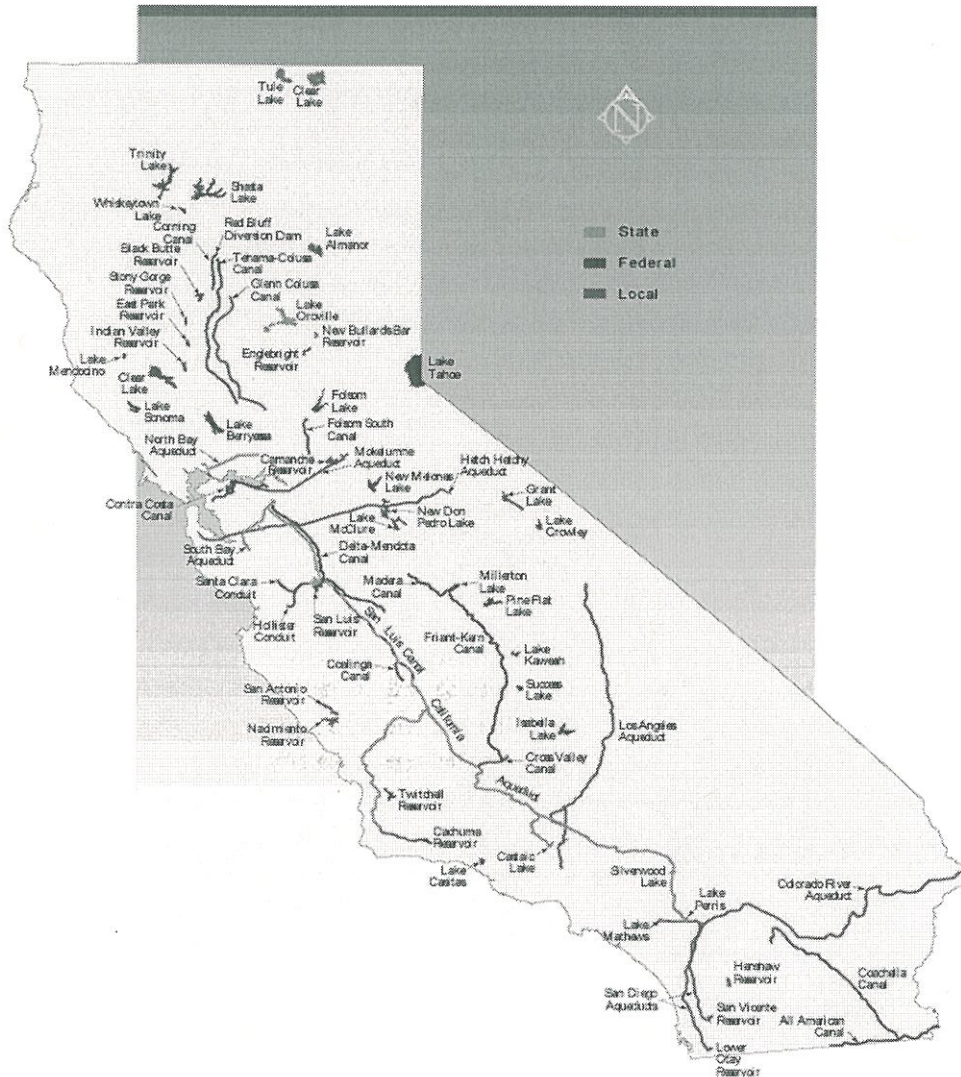 Tule
Lake
Clear
Lake
N
Trinity
Lake
Shasta
Lake
Whiskeytown
Lake
Corning
Canal
Red Bluff
Diversion Dam
Lake
Almanor
State
Federal
Local
Black Butte
Reservoir
Tehama-Colusa
Canal
Stony Gorge
Reservoir
Glenn Colusa
Canal
East Park
Reservoir
Lake
Oroville
Indian Valley
Reservoir
New Bullards Bar
Reservoir
Englebright
Reservoir
Lake
Mendocino
Clear
Lake
Lake
Tahoe
Lake
Sonoma
Lake
Berryessa
Folsom
Lake
Folsom South
Canal
North Bay
Aqueduct
Camanche
Reservoir
Mokelumne
Aqueduct
Hetch Hetchy
Aqueduct
New Melones
Lake
Grant
Lake
Contra Costa
Canal
New Don
Pedro Lake
Lake
McClure
Lake
Crowley
South Bay
Aqueduct
Delta-Mendota
Canal
Santa Clara
Conduit
Madera
Canal
Millerton
Lake
Pine Flat
Lake
Hollister
Conduit
San Luis
Reservoir
San Luis Canal
Friant-Kern
Canal
Lake
Kaweah
Coalinga
Canal
Success
Lake
San Antonio
Reservoir
Nacimiento
Reservoir
California
Isabella
Lake
Los Angeles
Aqueduct
Cross Valley
Canal
Aqueduct
Twitchell
Reservoir
Cachuma
Reservoir
Castaic
Lake
Lake
Casitas
Silverwood
Lake
Lake
Perris
Colorado River
Aqueduct
Lake
Mathews
Henshaw
Reservoir
Coachella
Canal
San Diego
Aqueducts
San Vicente
Reservoir
All American
Canal
Lower
Otay
Reservoir